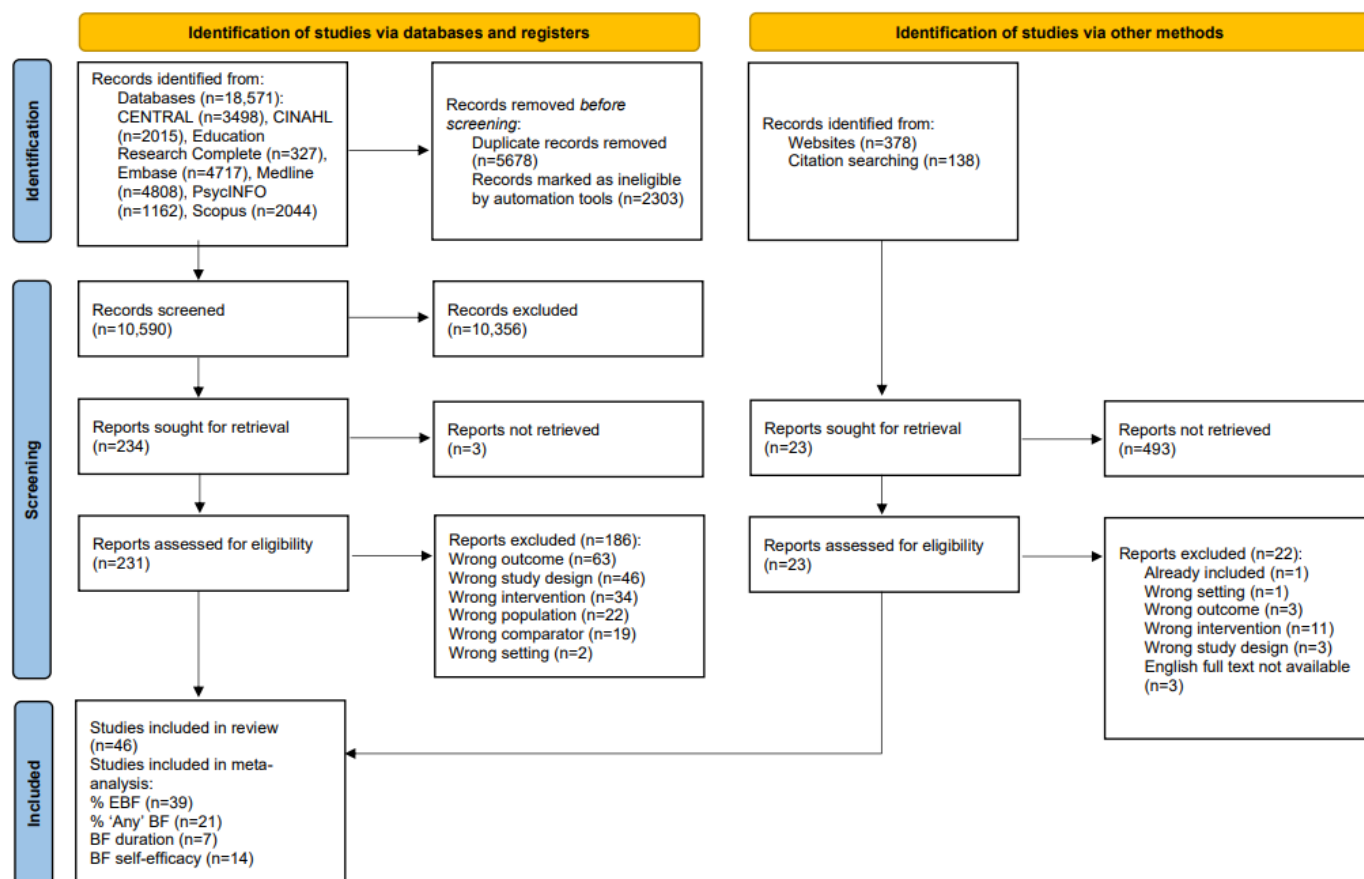 Identification of studies via databases and registers
Identification of studies via other methods
Identification
Records identified from:
Databases (n=18,571):
CENTRAL (n=3498), CINAHL
(n=2015), Education
Research Complete (n=327),
Embase (n=4717), Medline
(n=4808), PsycINFO
(n=1162), Scopus (n=2044)
Records removed before
screening:
Duplicate records removed
(n=5678)
Records marked as ineligible
by automation tools (n=2303)
Records identified from:
Websites (n=378)
Citation searching (n=138)
Screening
Records screened
(n=10,590)
Records excluded
(n=10,356)
Reports sought for retrieval
(n=234)
Reports not retrieved
(n=3)
Reports sought for retrieval
(n=23)
Reports not retrieved
(n=493)
Reports assessed for eligibility
(n=231)
Reports excluded (n=186):
Wrong outcome (n=63)
Wrong study design (n=46)
Wrong intervention (n=34)
Wrong population (n=22)
Wrong comparator (n=19)
Wrong setting (n=2)
Reports assessed for eligibility
(n=23)
Reports excluded (n=22):
Already included (n=1)
Wrong setting (n=1)
Wrong outcome (n=3)
Wrong intervention (n=11)
Wrong study design (n=3)
English full text not available
(n=3)
Included
Studies included in review
(n=46)
Studies included in meta-
analysis:
% EBF (n=39)
% ‘Any’ BF (n=21)
BF duration (n=7)
BF self-efficacy (n=14)